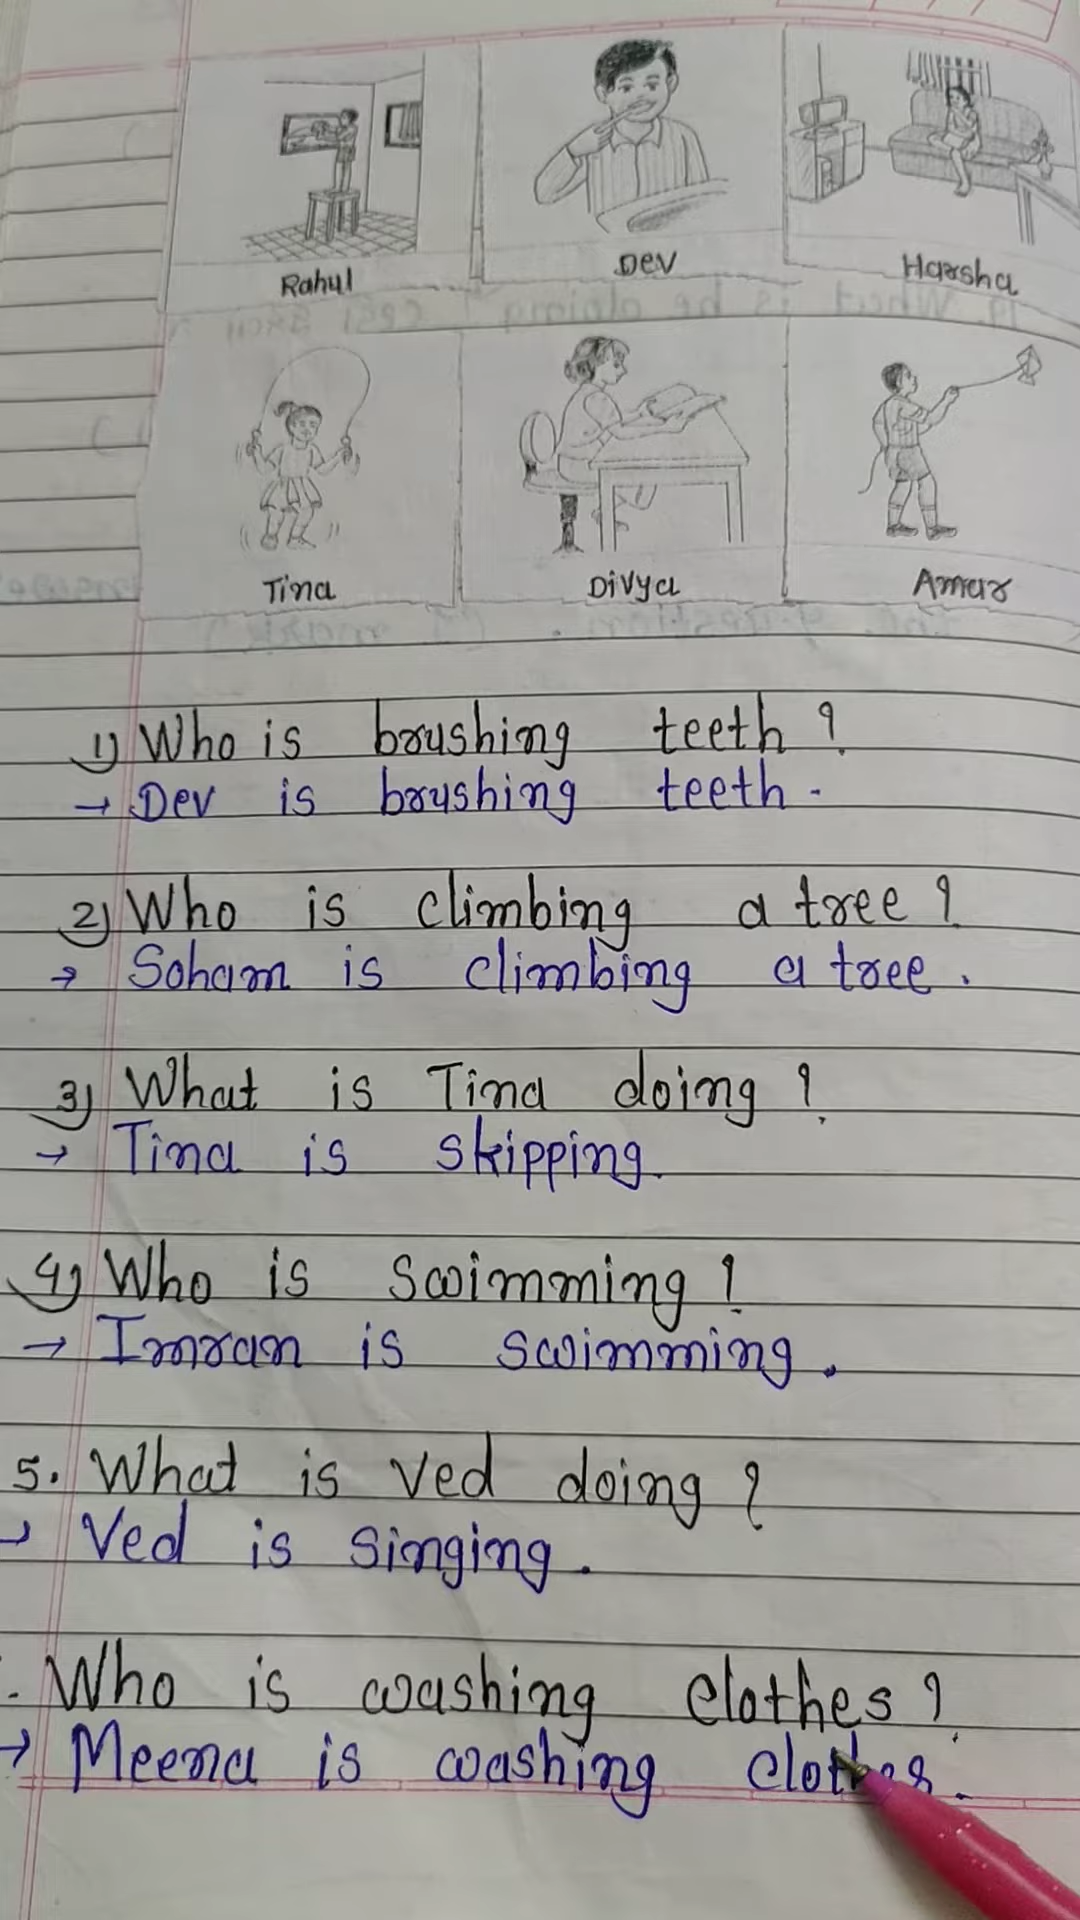 Rahul
Dev
Harsha
Tina
Divya
Amar
1) Who is brushing teeth ?
→ Dev is brushing teeth.
2) Who is climbing a tree ?
→ Soham is climbing a tree.
3) What is Tina doing ?
→ Tina is skipping.
4) Who is swimming ?
→ Imran is swimming.
5. What is Ved doing ?
→ Ved is singing.
. Who is washing clothes ?
→ Meena is washing clothes.